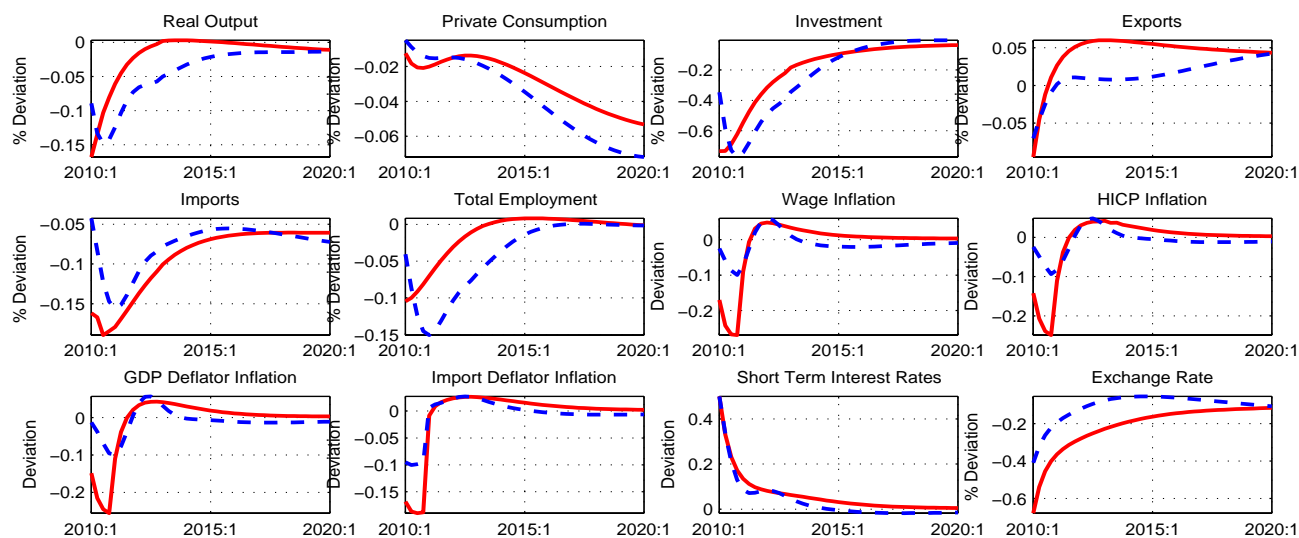 Real Output
Private Consumption
Investment
Exports
% Deviation
0
−0.05
−0.1
−0.15
2010:1 2015:1 2020:1
% Deviation
−0.02
−0.04
−0.06
2010:1 2015:1 2020:1
% Deviation
−0.2
−0.4
−0.6
2010:1 2015:1 2020:1
% Deviation
0.05
0
−0.05
2010:1 2015:1 2020:1
Imports
Total Employment
Wage Inflation
HICP Inflation
% Deviation
−0.05
−0.1
−0.15
2010:1 2015:1 2020:1
% Deviation
0
−0.05
−0.1
−0.15
2010:1 2015:1 2020:1
Deviation
0
−0.1
−0.2
2010:1 2015:1 2020:1
Deviation
0
−0.1
−0.2
2010:1 2015:1 2020:1
GDP Deflator Inflation
Import Deflator Inflation
Short Term Interest Rates
Exchange Rate
Deviation
0
−0.1
−0.2
2010:1 2015:1 2020:1
Deviation
0
−0.05
−0.1
−0.15
2010:1 2015:1 2020:1
Deviation
0.4
0.2
0
2010:1 2015:1 2020:1
% Deviation
−0.2
−0.4
−0.6
2010:1 2015:1 2020:1